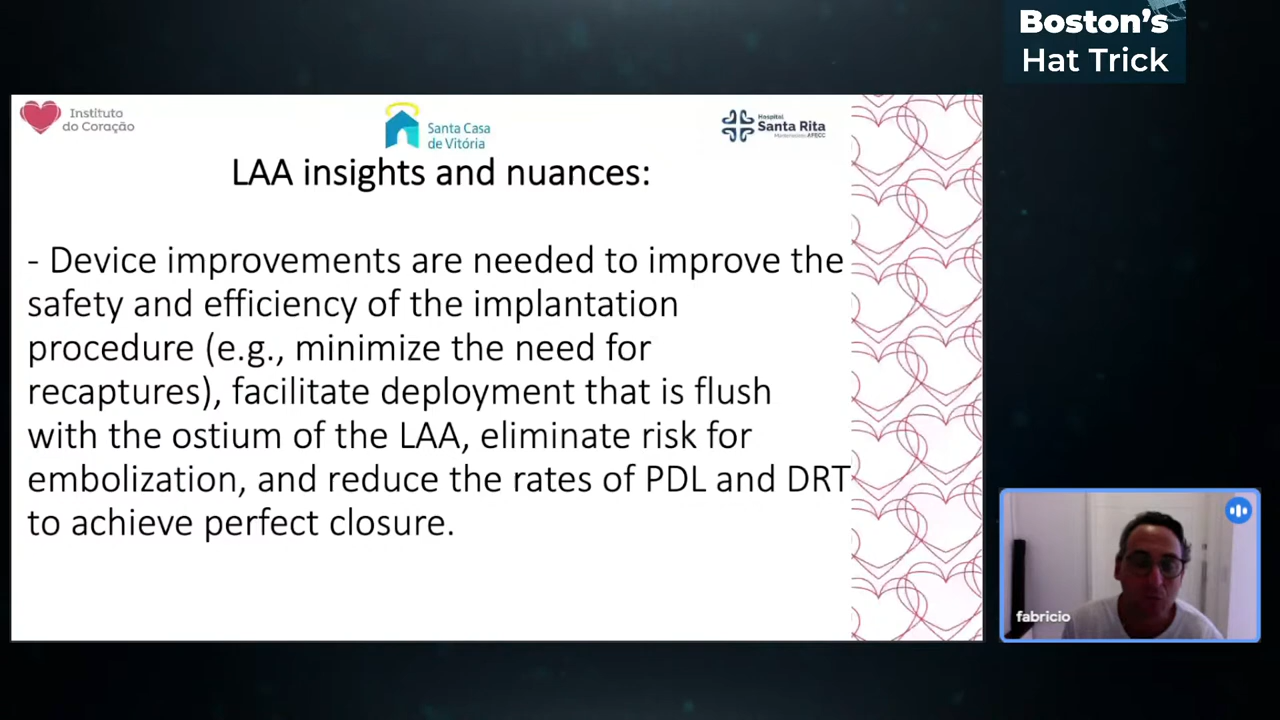 Boston's
Hat Trick
Instituto
do Coração
Santa Casa
de Vitória
Hospital
Santa Rita
AFECC
LAA insights and nuances:
- Device improvements are needed to improve the
safety and efficiency of the implantation
procedure (e.g., minimize the need for
recaptures), facilitate deployment that is flush
with the ostium of the LAA, eliminate risk for
embolization, and reduce the rates of PDL and DRT
to achieve perfect closure.
fabricio